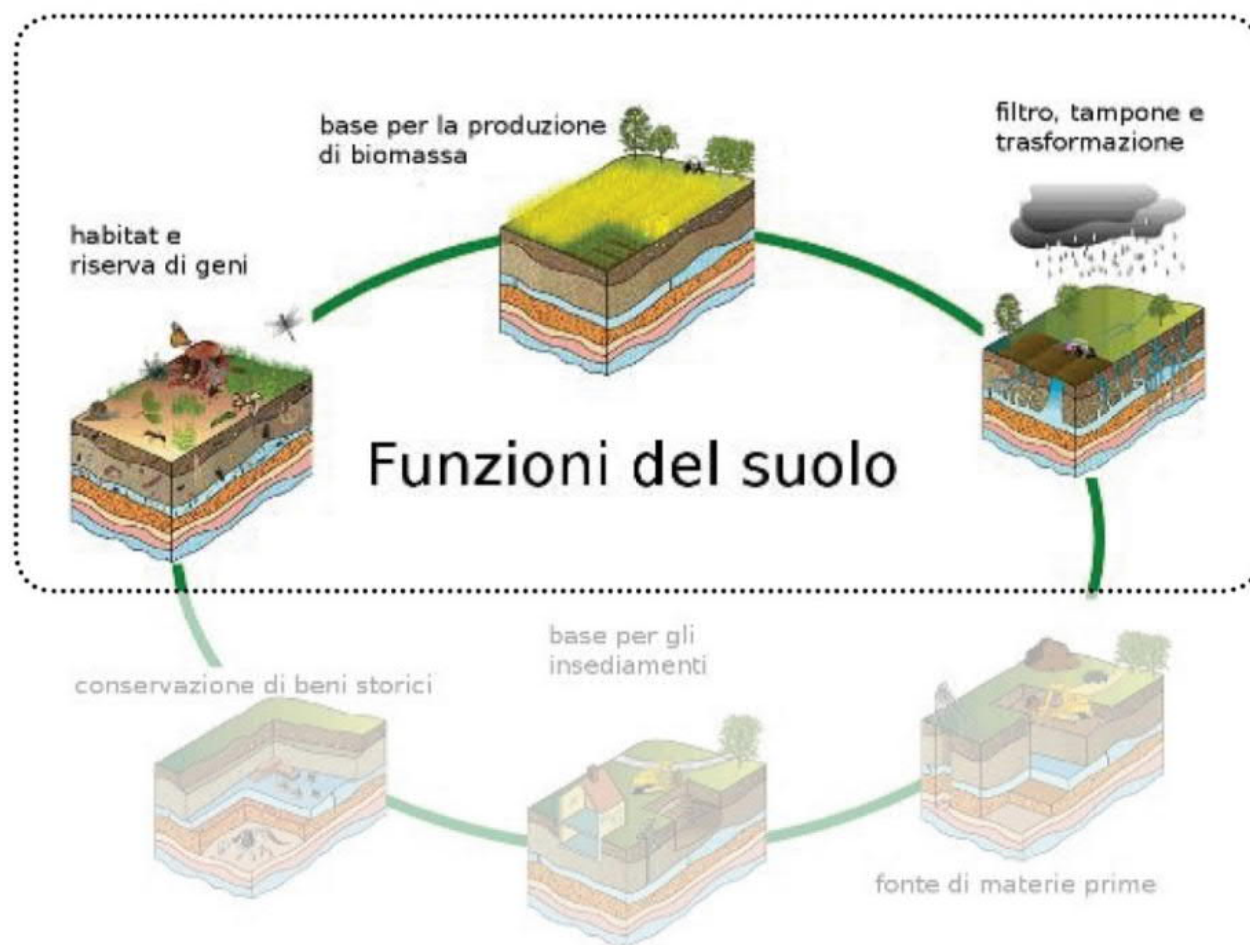 base per la produzione
di biomassa
filtro, tampone e
trasformazione
habitat e
riserva di geni
Funzioni del suolo
base per gli
insediamenti
conservazione di beni storici
fonte di materie prime